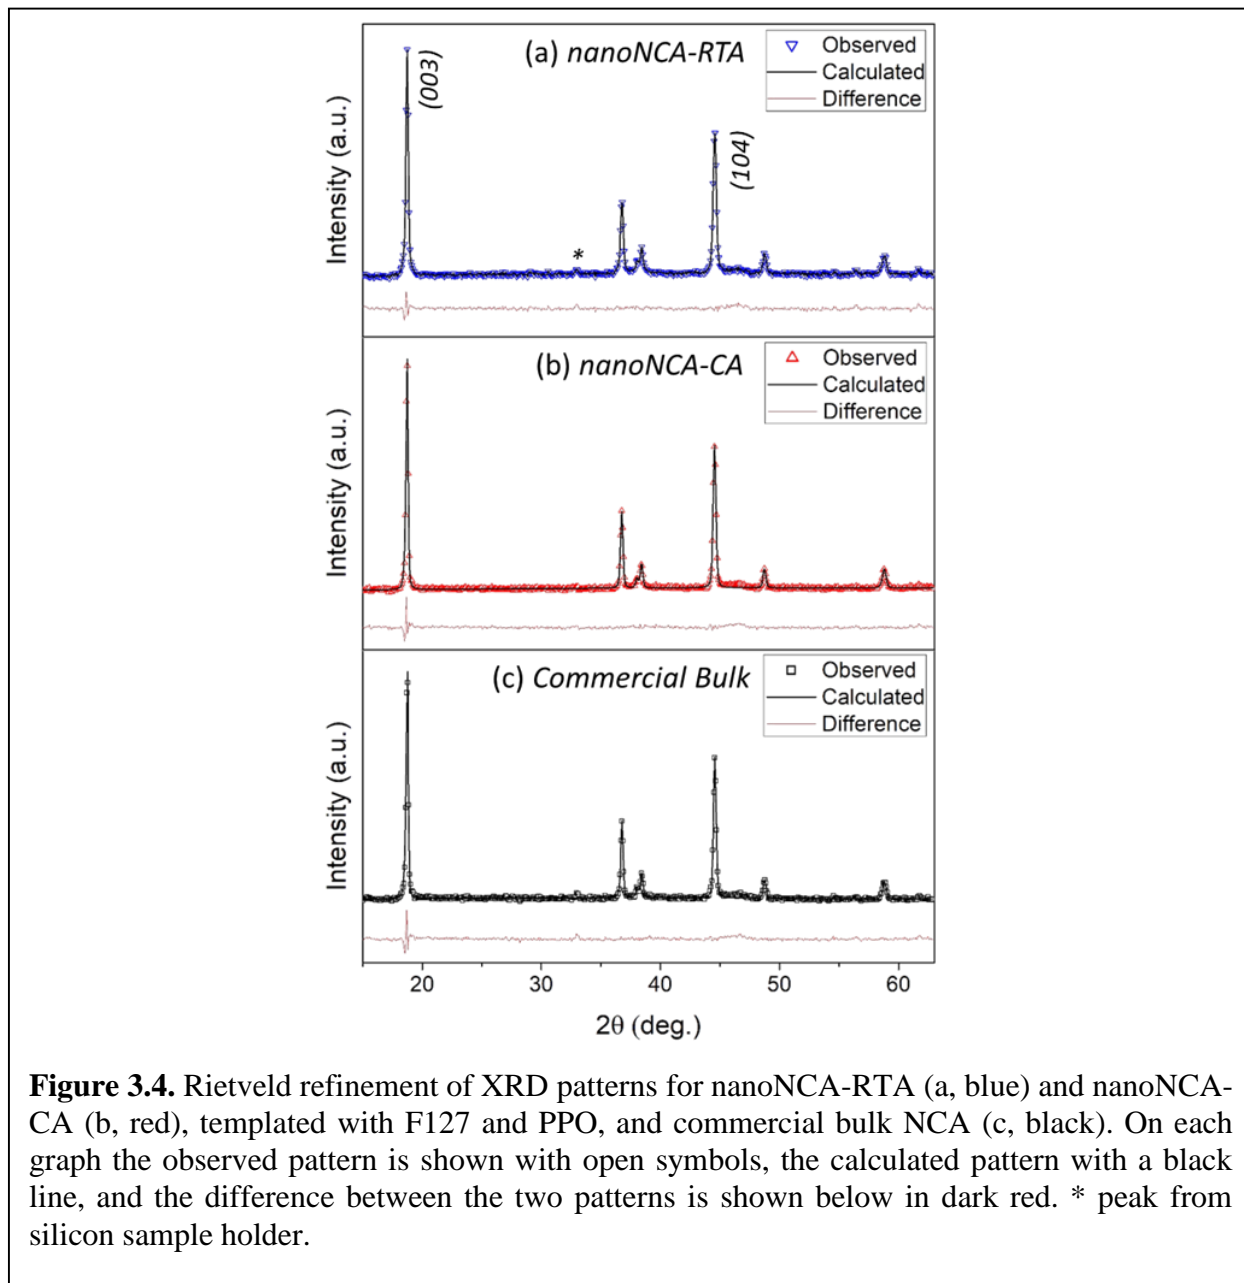 (a) nanoNCA-RTA
Observed
Calculated
Difference
(003)
(104)
*
Intensity (a.u.)
(b) nanoNCA-CA
Observed
Calculated
Difference
Intensity (a.u.)
(c) Commercial Bulk
Observed
Calculated
Difference
Intensity (a.u.)
20 30 40 50 60
2θ (deg.)
Figure 3.4. Rietveld refinement of XRD patterns for nanoNCA-RTA (a, blue) and nanoNCA-
CA (b, red), templated with F127 and PPO, and commercial bulk NCA (c, black). On each
graph the observed pattern is shown with open symbols, the calculated pattern with a black
line, and the difference between the two patterns is shown below in dark red. * peak from
silicon sample holder.